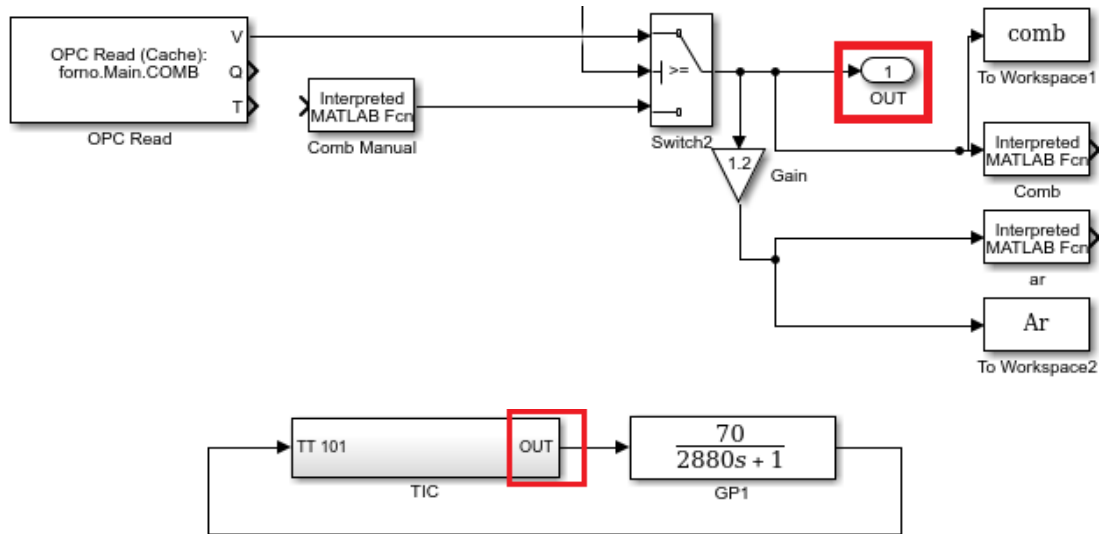 OPC Read (Cache):
forno.Main.COMB
V
Q
T
OPC Read
Interpreted
MATLAB Fcn
Comb Manual
>=
Switch2
1
OUT
1.2
Gain
comb
To Workspace1
Interpreted
MATLAB Fcn
Comb
Interpreted
MATLAB Fcn
ar
Ar
To Workspace2
TT 101
OUT
TIC
70
2880s + 1
GP1